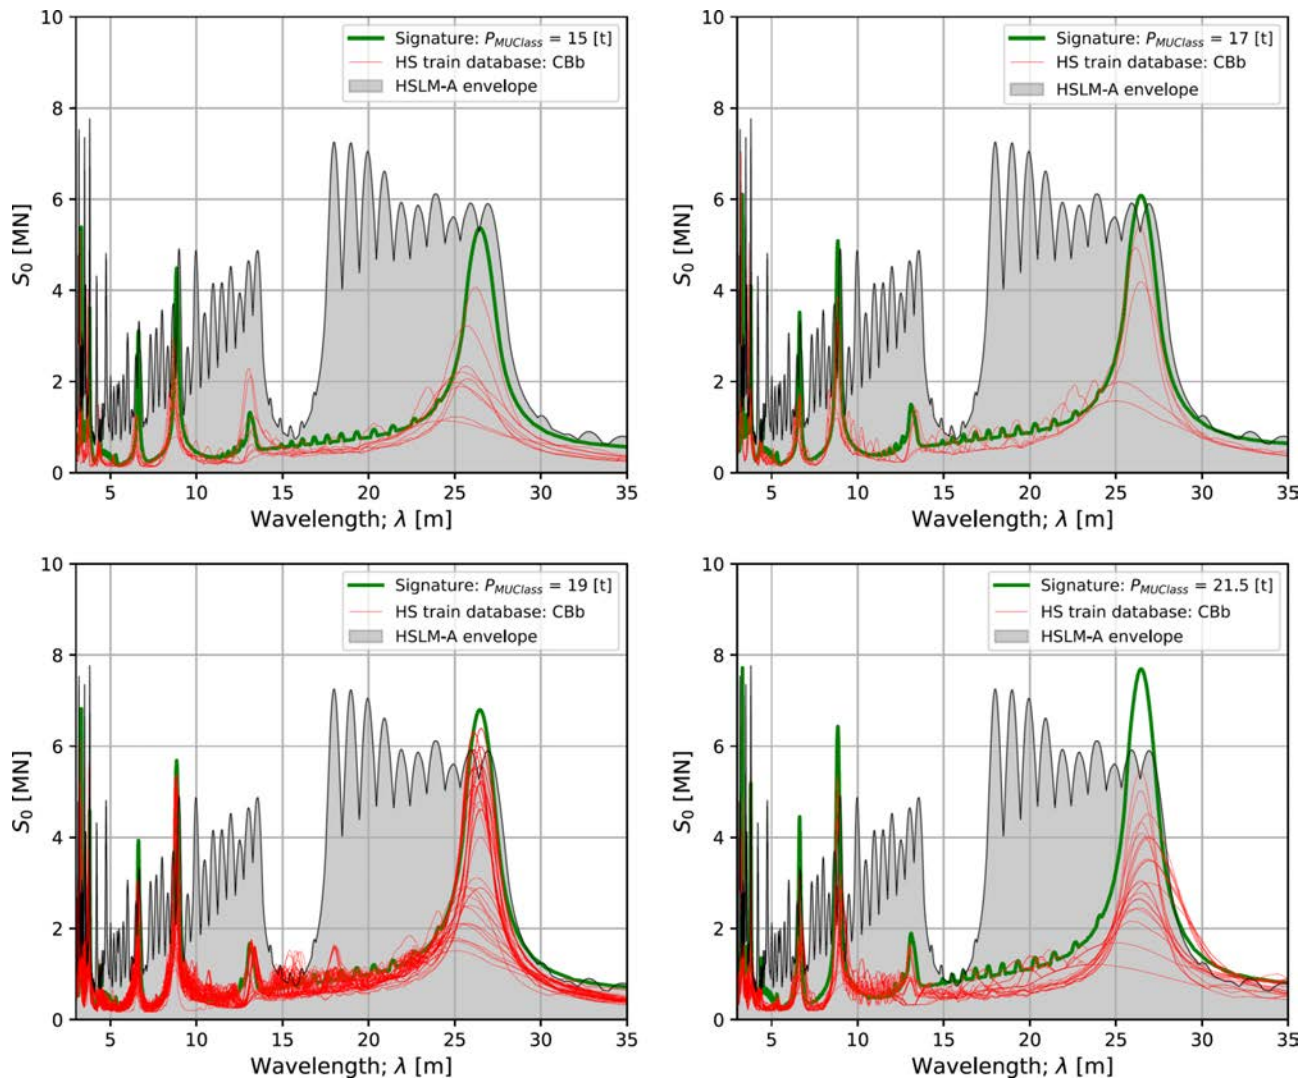 Signature: P_MUClass = 15 [t]
HS train database: CBb
HSLM-A envelope
10
8
6
4
2
0
S₀ [MN]
5 10 15 20 25 30 35
Wavelength; λ [m]
Signature: P_MUClass = 17 [t]
HS train database: CBb
HSLM-A envelope
10
8
6
4
2
0
S₀ [MN]
5 10 15 20 25 30 35
Wavelength; λ [m]
Signature: P_MUClass = 19 [t]
HS train database: CBb
HSLM-A envelope
10
8
6
4
2
0
S₀ [MN]
5 10 15 20 25 30 35
Wavelength; λ [m]
Signature: P_MUClass = 21.5 [t]
HS train database: CBb
HSLM-A envelope
10
8
6
4
2
0
S₀ [MN]
5 10 15 20 25 30 35
Wavelength; λ [m]